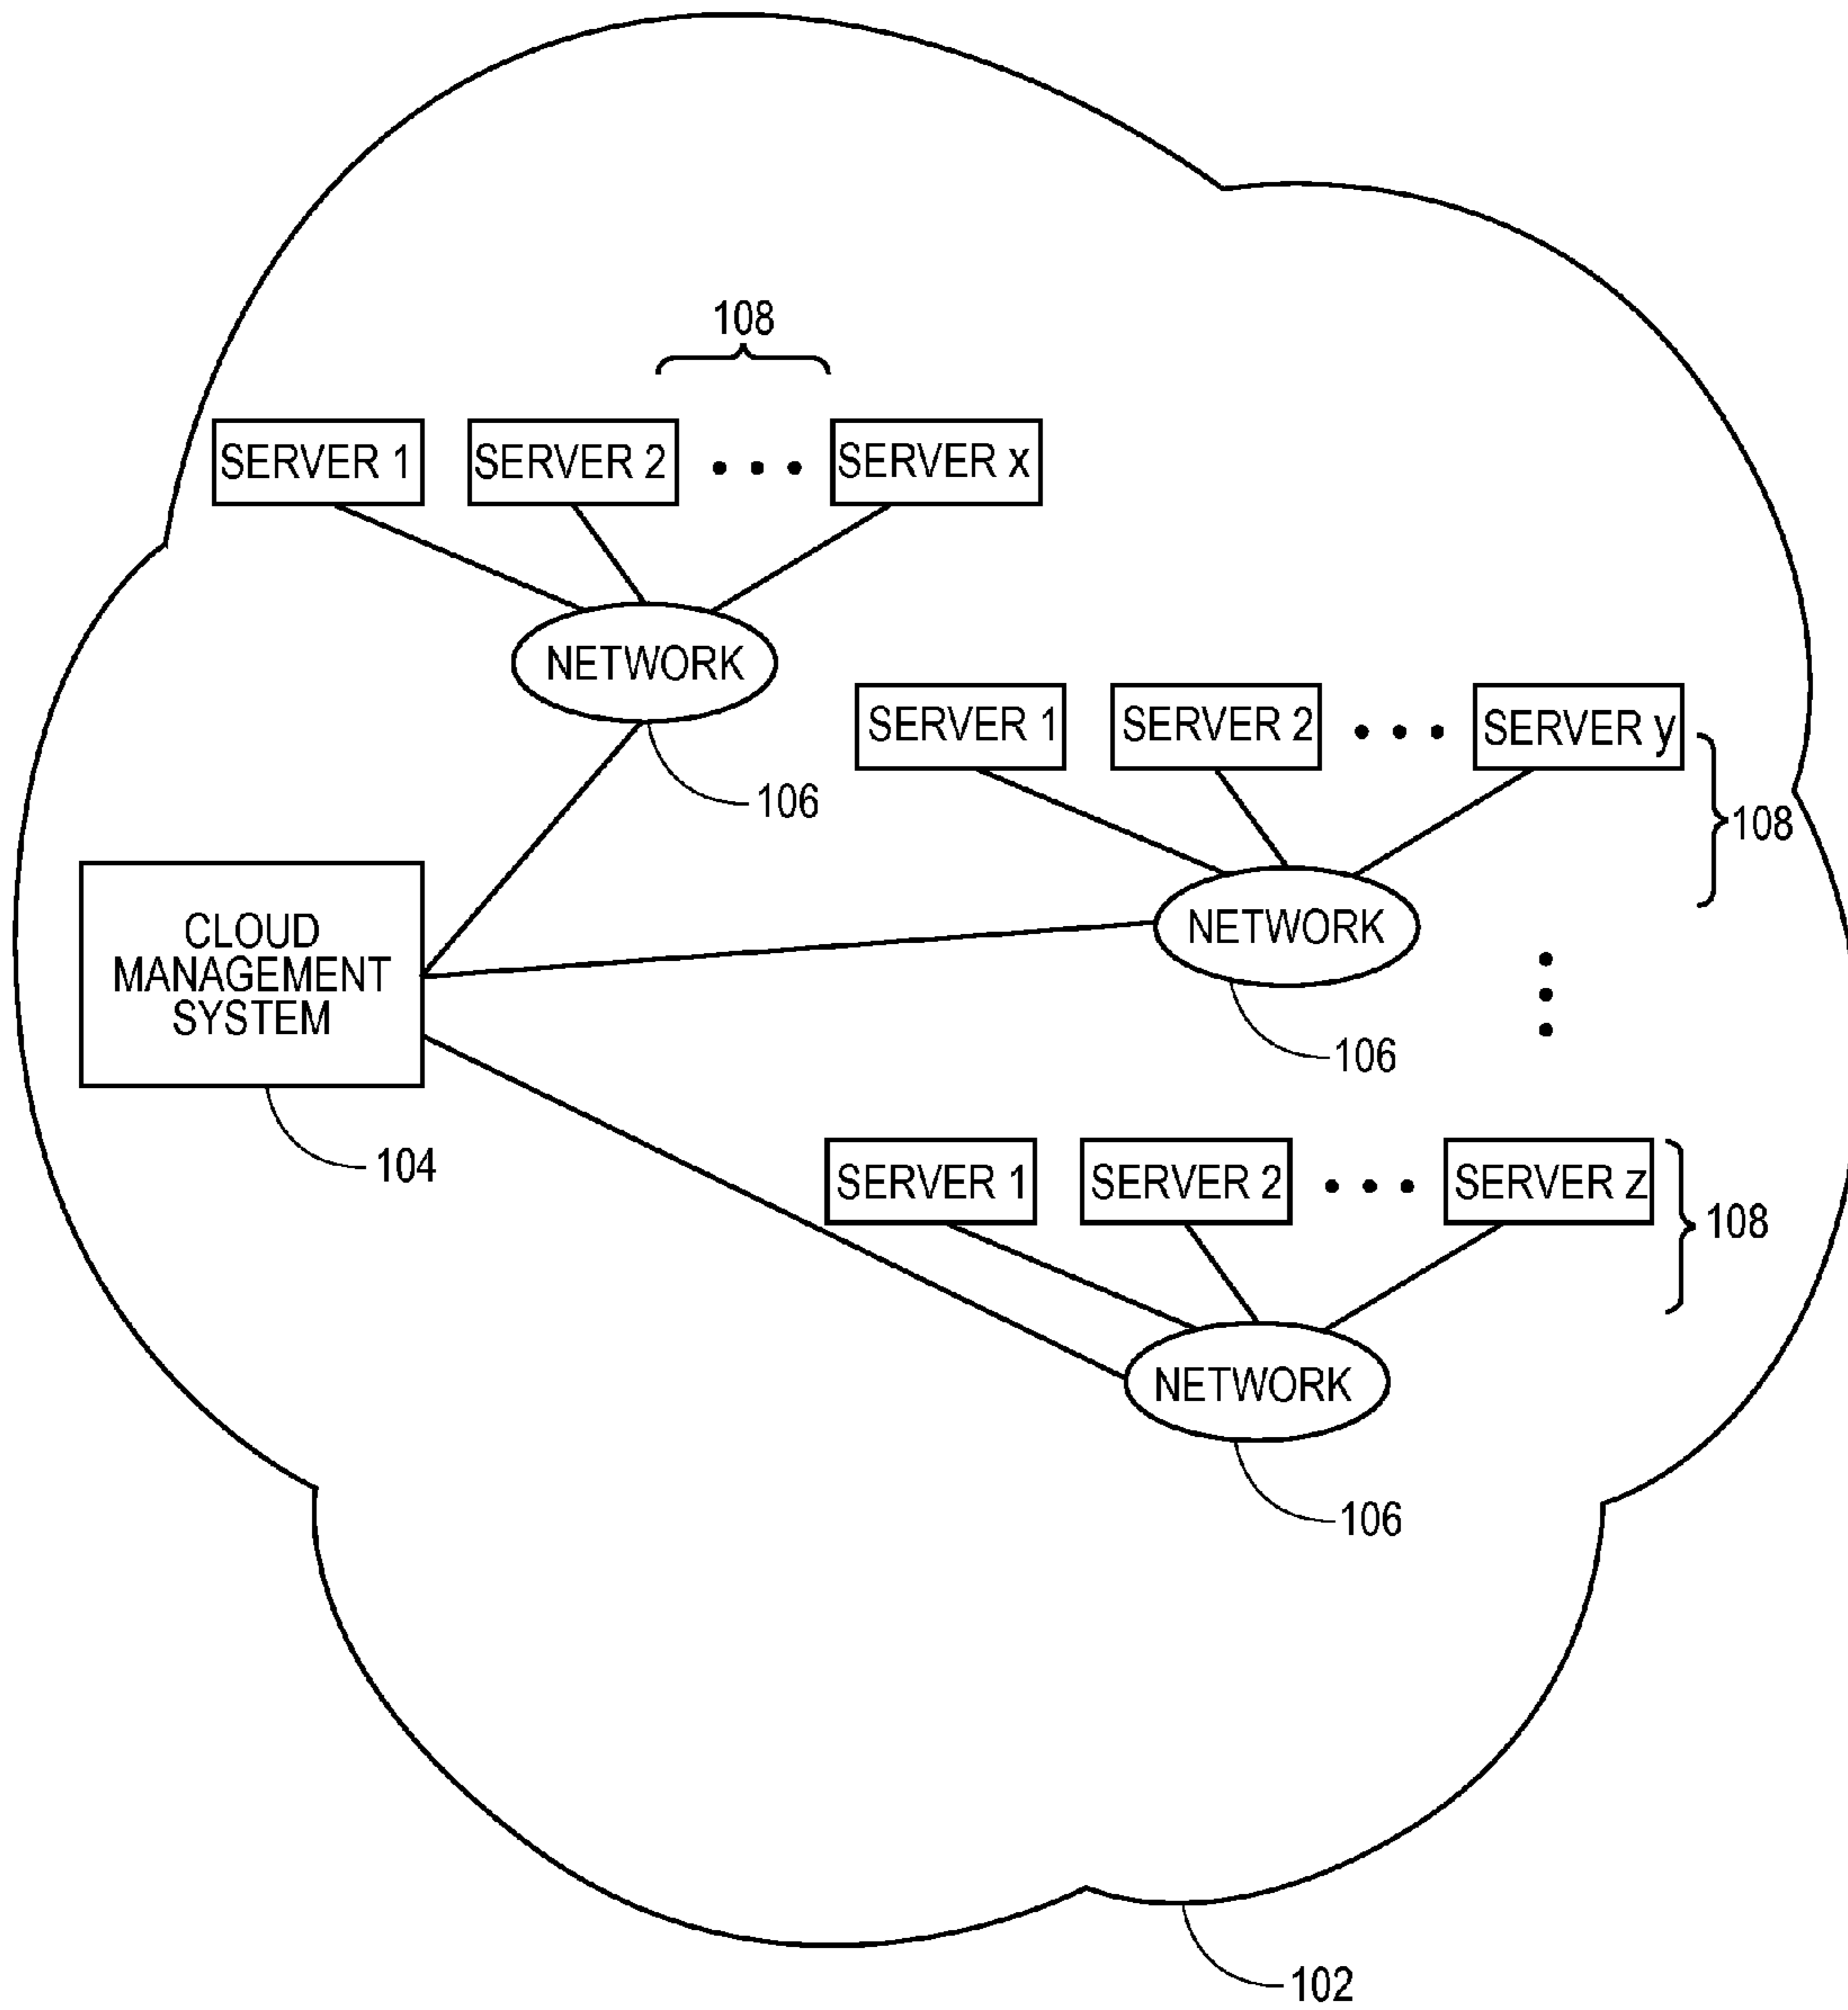 108
SERVER 1
SERVER 2
SERVER x
NETWORK
106
SERVER 1
SERVER 2
SERVER y
108
NETWORK
106
CLOUD
MANAGEMENT
SYSTEM
104
SERVER 1
SERVER 2
SERVER z
108
NETWORK
106
102